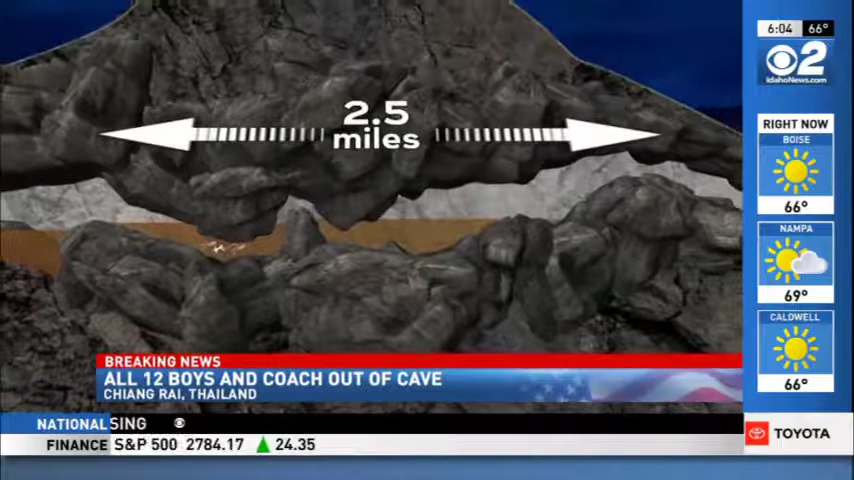 2.5
miles
6:04 66°
2
IdahoNews.com
RIGHT NOW
BOISE
66°
NAMPA
69°
CALDWELL
66°
BREAKING NEWS
ALL 12 BOYS AND COACH OUT OF CAVE
CHIANG RAI, THAILAND
NATIONAL SING
FINANCE S&P 500 2784.17 24.35
TOYOTA